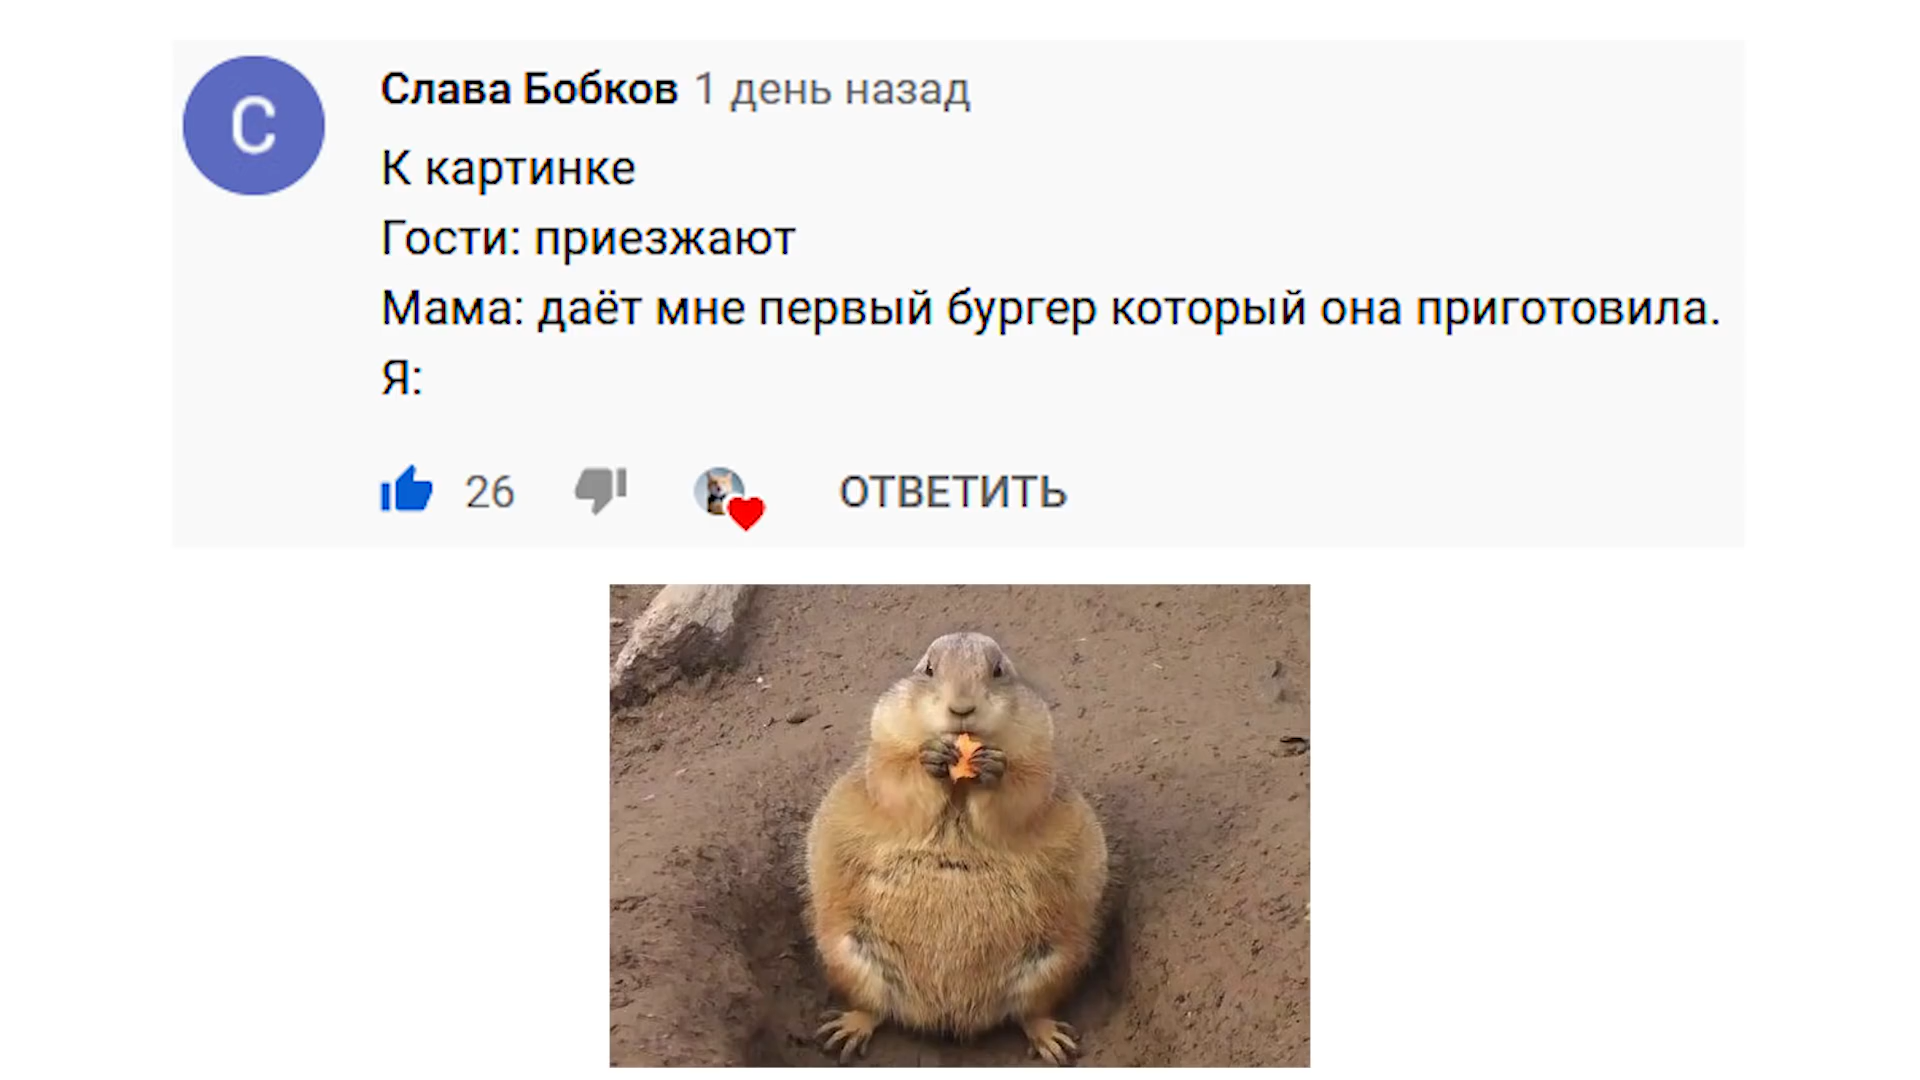 С
Слава Бобков 1 день назад
К картинке
Гости: приезжают
Мама: даёт мне первый бургер который она приготовила.
Я:
26 ОТВЕТИТЬ